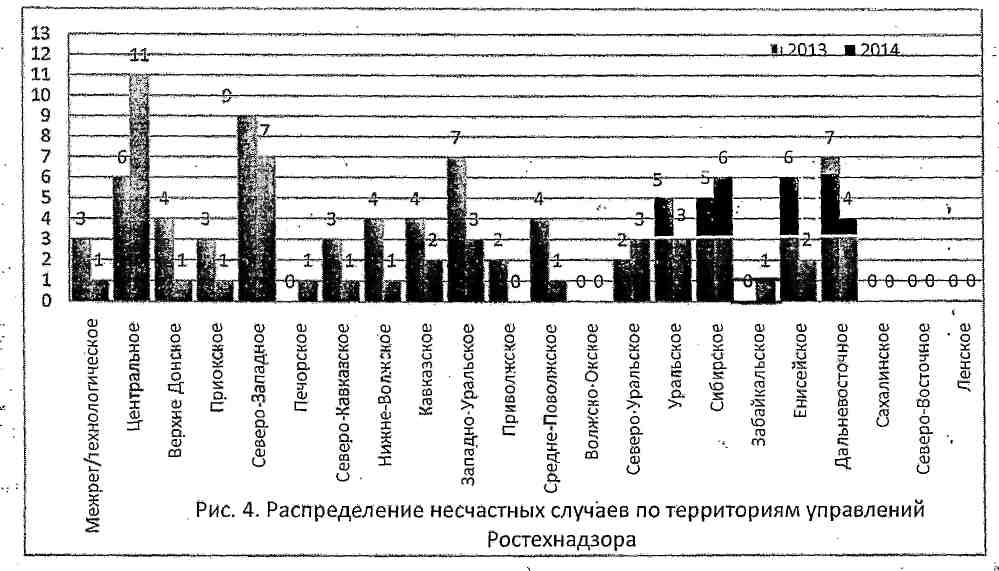 13
12
11
10
9
8
7
6
5
4
3
2
1
0
2013 2014
3 1 6 11 4 1 3 1 9 7 0 1 3 1 4 1 4 2 7 3 2 0 4 1 0 0 2 3 5 3 5 6 0 1 6 2 7 4 0 0 0 0 0 0
Межрег/технологическое
Центральное
Верхне Донское
Приокское
Северо-Западное
Печорское
Северо-Кавказское
Нижне-Волжское
Кавказское
Западно-Уральское
Приволжское
Средне-Поволжское
Волжско-Окское
Северо-Уральское
Уральское
Сибирское
Забайкальское
Енисейское
Дальневосточное
Сахалинское
Северо-Восточное
Ленское
Рис. 4. Распределение несчастных случаев по территориям управлений
Ростехнадзора